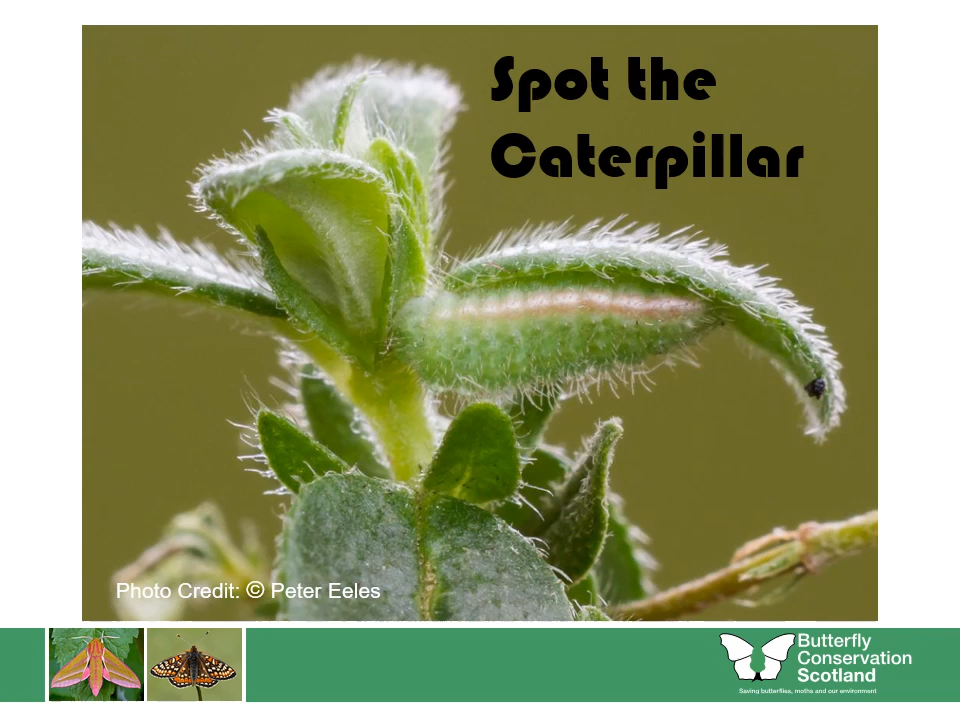 Spot the
Caterpillar
Photo Credit: © Peter Eeles
Butterfly
Conservation
Scotland
Saving butterflies, moths and our environment